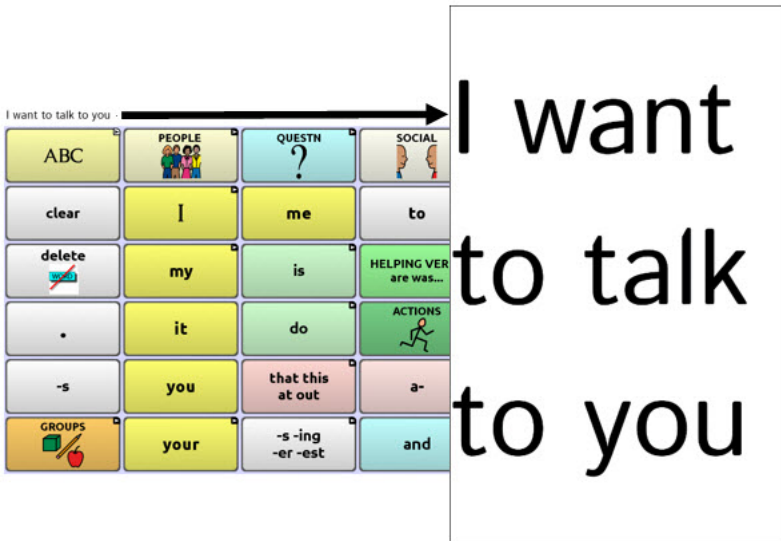 I want to talk to you
I want
to talk
to you
ABC
PEOPLE
QUESTN
?
SOCIAL
clear
I
me
to
delete
WORD
my
is
HELPING VER
are was...
.
it
do
ACTIONS
-s
you
that this
at out
a-
GROUPS
your
-s -ing
-er -est
and